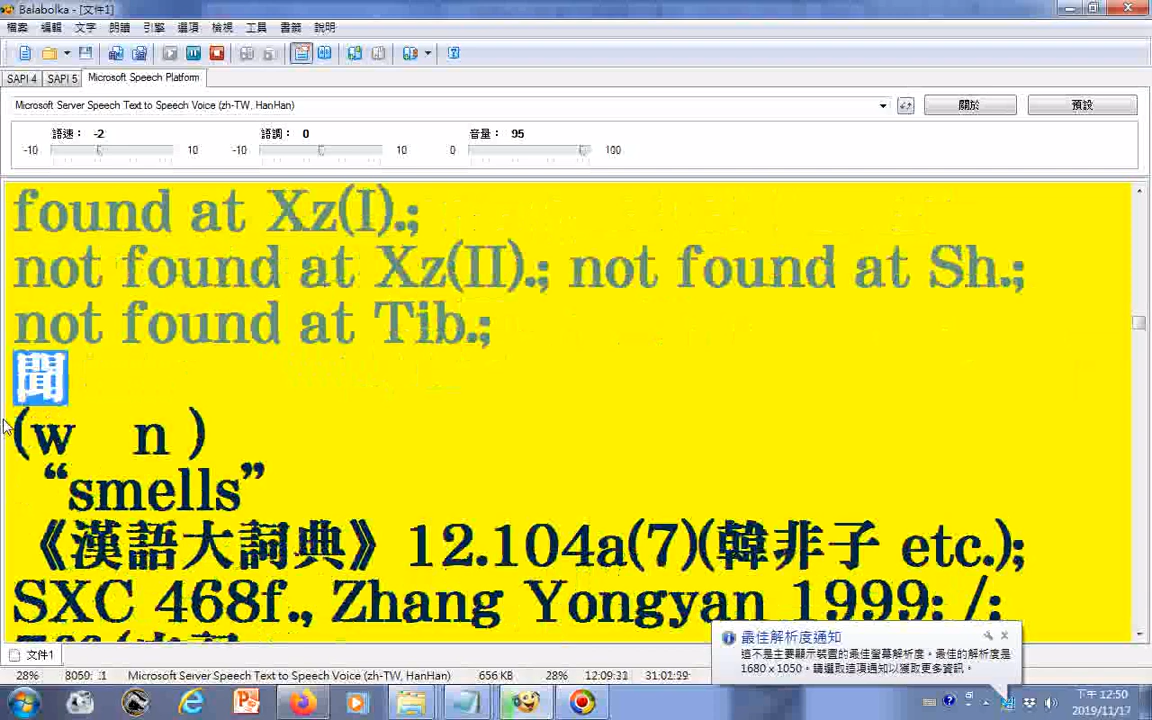 Balabolka - [文件1]
檔案 編輯 文字 朗讀 引擎 選項 檢視 工具 書籤 說明
SAPI 4 SAPI 5 Microsoft Speech Platform
Microsoft Server Speech Text to Speech Voice (zh-TW, HanHan)
關於 預設
語速： -2 語調： 0 音量： 95
-10 10 -10 10 0 100
found at Xz(I).;
not found at Xz(II).; not found at Sh.;
not found at Tib.;
聞
(w n )
“smells”
《漢語大詞典》12.104a(7)(韓非子 etc.);
SXC 468f., Zhang Yongyan 1999: /:
最佳解析度通知
這不是主要顯示裝置的最佳螢幕解析度。最佳的解析度是
1680 x 1050。請選取這項通知以獲取更多資訊。
文件1
28% Microsoft Server Speech Text to Speech Voice (zh-TW, HanHan) 656 KB 28% 12:09:31 31:01:39
下午 12:50
2019/11/17